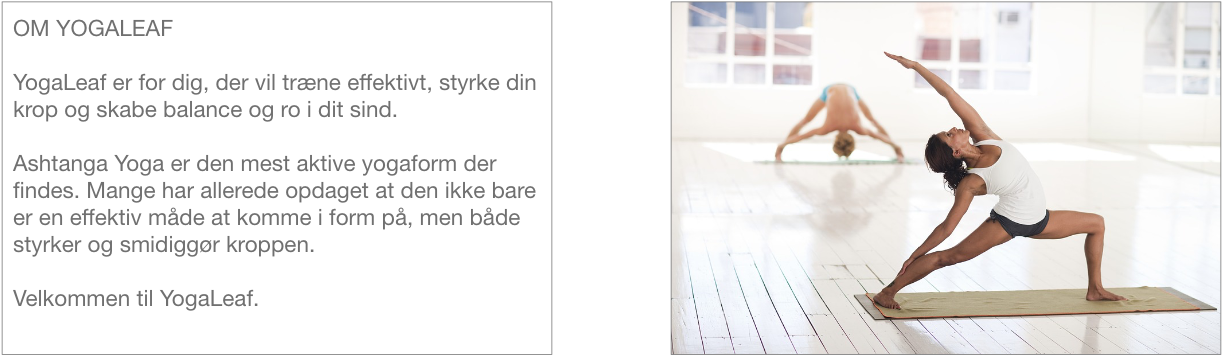 OM YOGALEAF
YogaLeaf er for dig, der vil træne effektivt, styrke din
krop og skabe balance og ro i dit sind.
Ashtanga Yoga er den mest aktive yogaform der
findes. Mange har allerede opdaget at den ikke bare
er en effektiv måde at komme i form på, men både
styrker og smidiggør kroppen.
Velkommen til YogaLeaf.